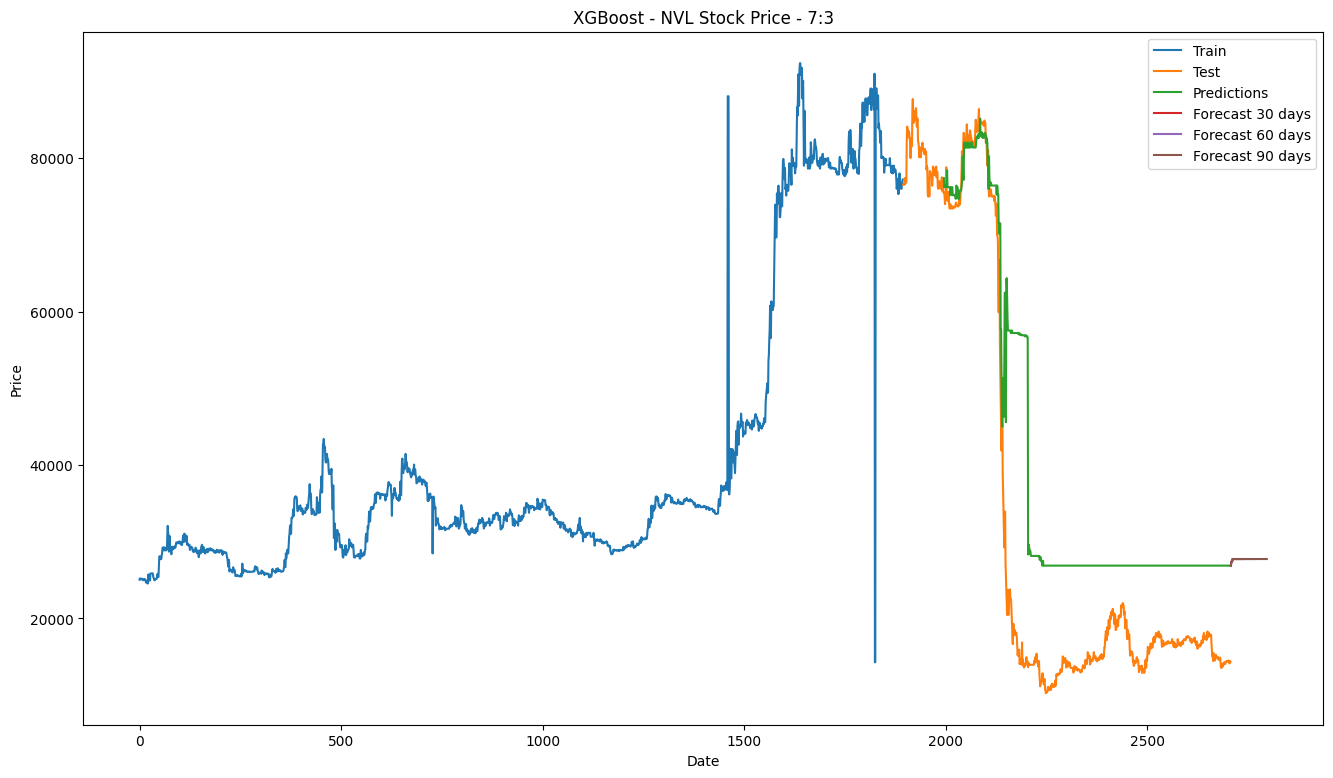 XGBoost - NVL Stock Price - 7:3
Train
Test
Predictions
Forecast 30 days
Forecast 60 days
Forecast 90 days
Price
80000
60000
40000
20000
0 500 1000 1500 2000 2500
Date